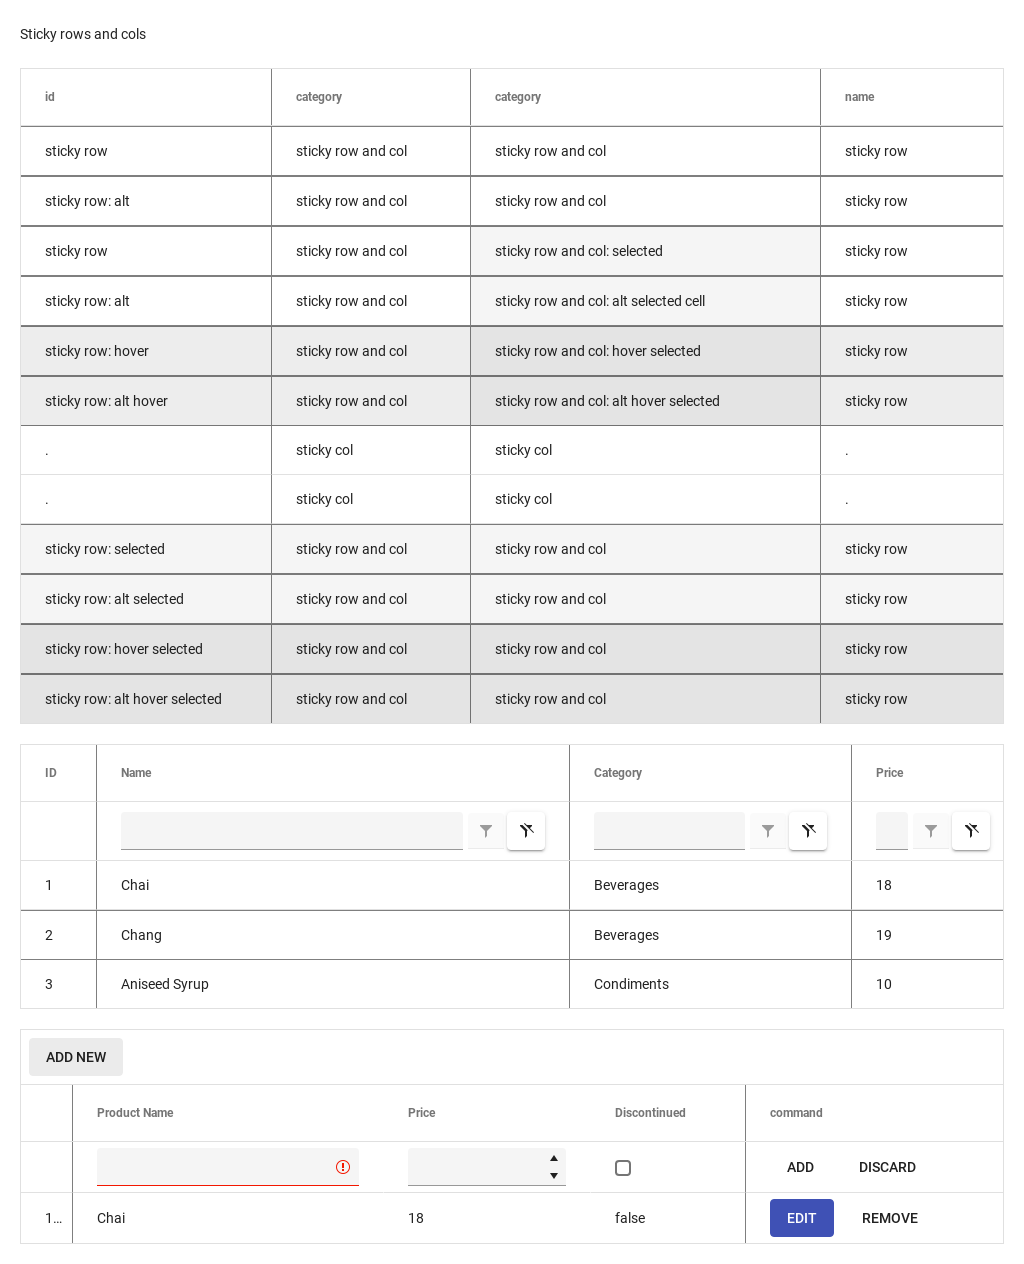 Sticky rows and cols
id category category name
sticky row sticky row and col sticky row and col sticky row
sticky row: alt sticky row and col sticky row and col sticky row
sticky row sticky row and col sticky row and col: selected sticky row
sticky row: alt sticky row and col sticky row and col: alt selected cell sticky row
sticky row: hover sticky row and col sticky row and col: hover selected sticky row
sticky row: alt hover sticky row and col sticky row and col: alt hover selected sticky row
. sticky col sticky col .
. sticky col sticky col .
sticky row: selected sticky row and col sticky row and col sticky row
sticky row: alt selected sticky row and col sticky row and col sticky row
sticky row: hover selected sticky row and col sticky row and col sticky row
sticky row: alt hover selected sticky row and col sticky row and col sticky row
ID Name Category Price
1 Chai Beverages 18
2 Chang Beverages 19
3 Aniseed Syrup Condiments 10
ADD NEW
Product Name Price Discontinued command
ADD DISCARD
1... Chai 18 false EDIT REMOVE